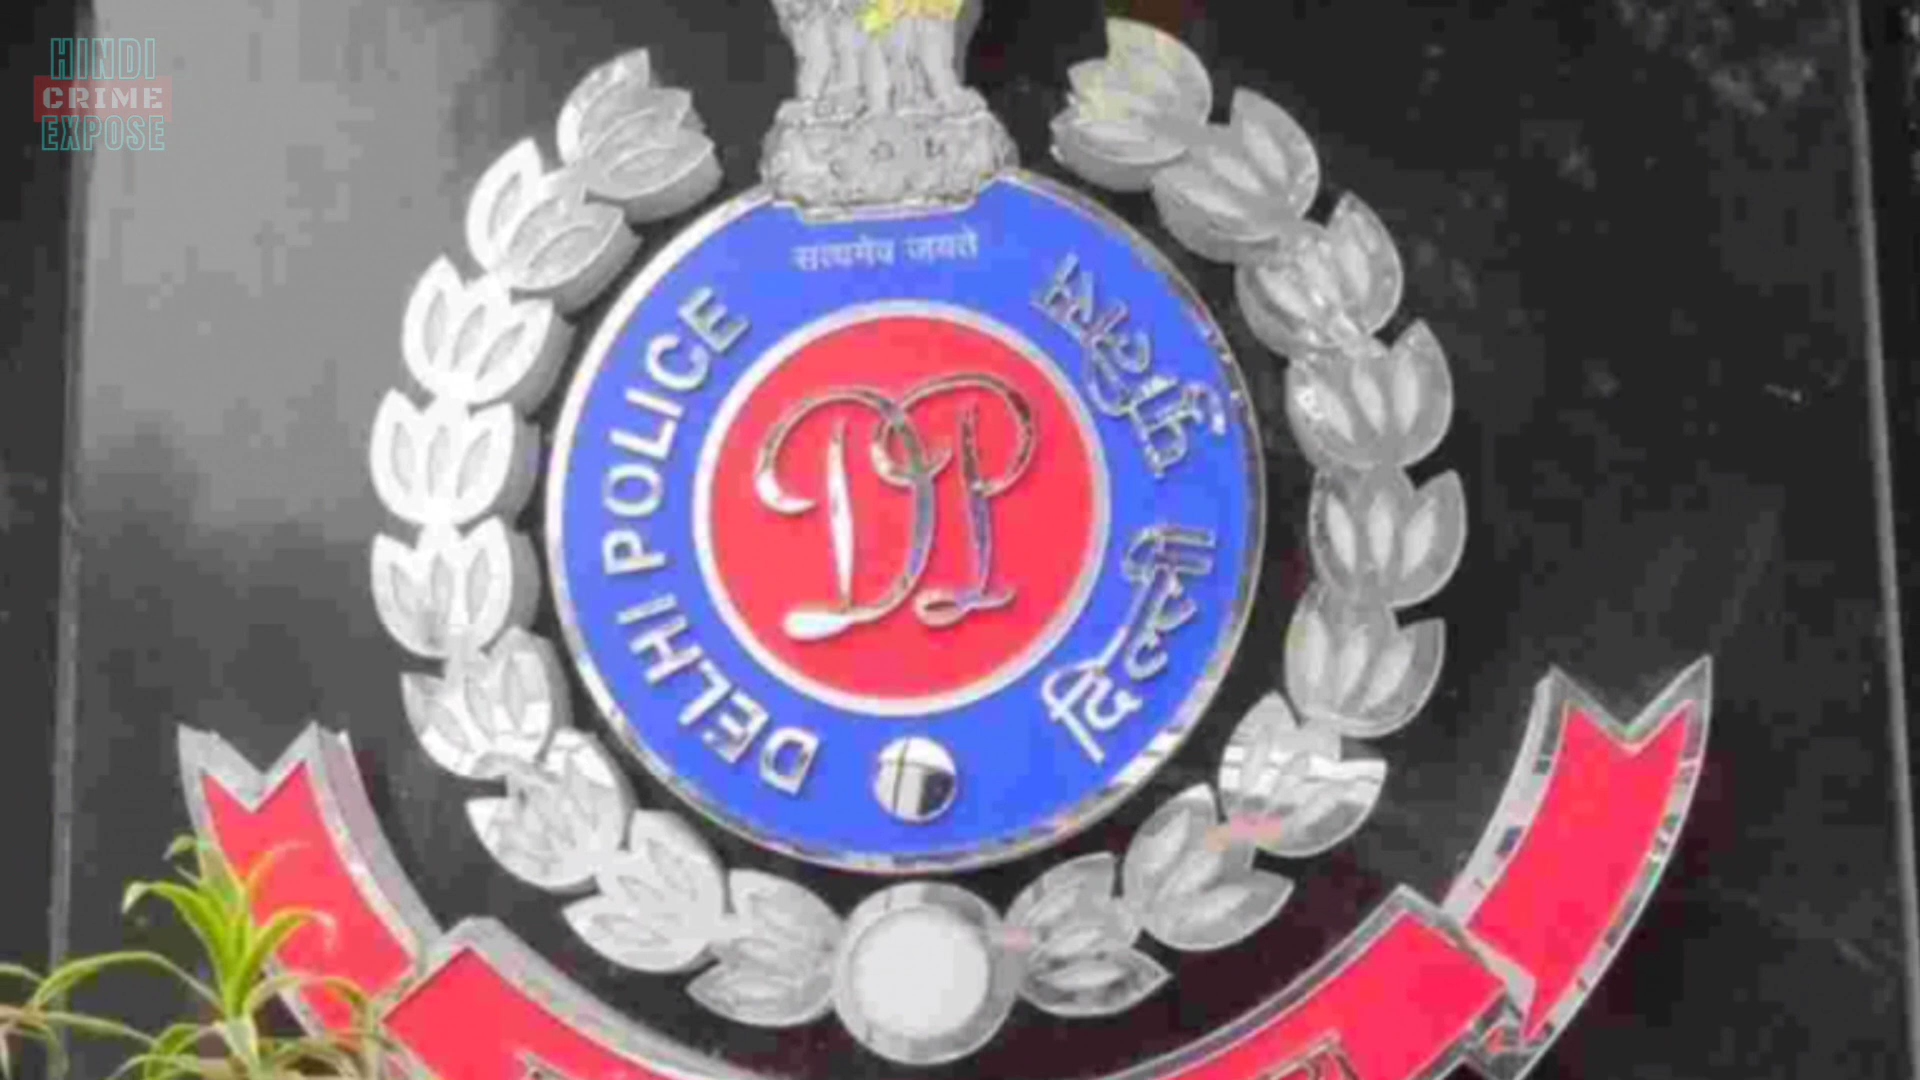 HINDI
CRIME
EXPOSE
सत्यमेव जयते
DELHI POLICE
दिल्ली पुलिस
DP